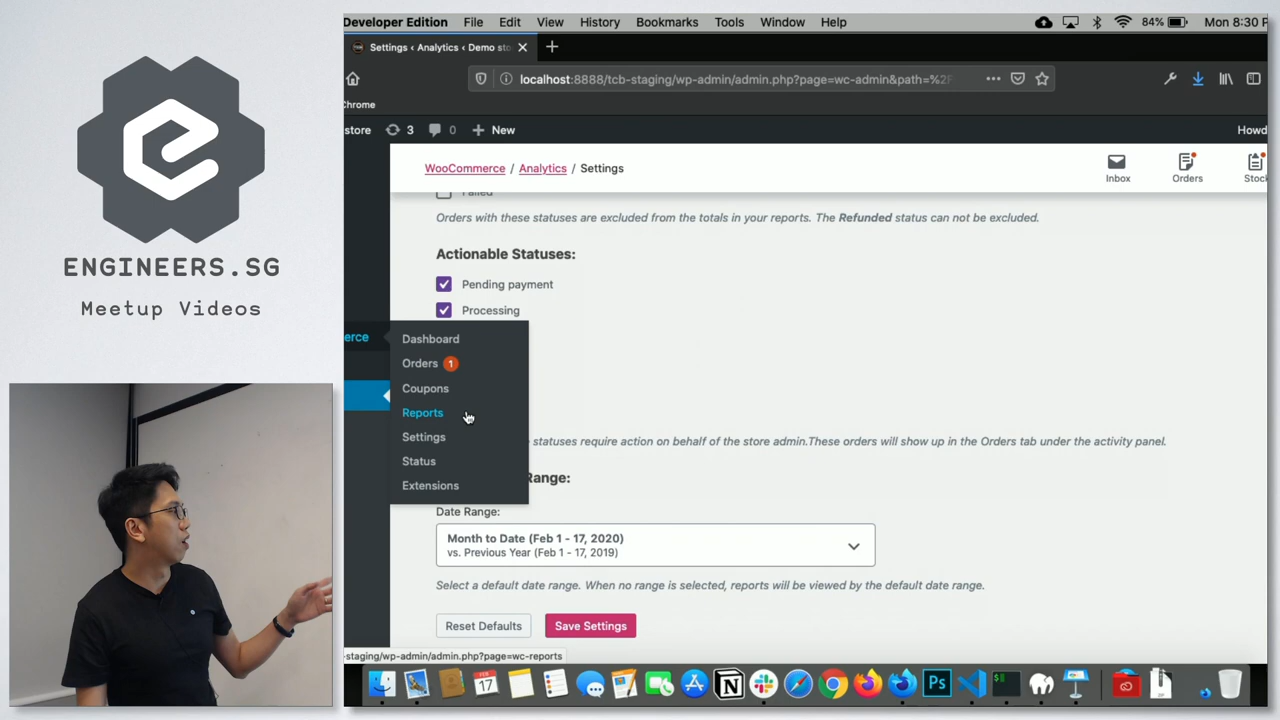 ENGINEERS.SG
Meetup Videos
Developer Edition File Edit View History Bookmarks Tools Window Help 84% Mon 8:30
Settings ‹ Analytics ‹ Demo sto
localhost:8888/tcb-staging/wp-admin/admin.php?page=wc-admin&path=%2F
Chrome
store 3 0 New Howd
WooCommerce / Analytics / Settings
Inbox Orders Stock
Failed
Orders with these statuses are excluded from the totals in your reports. The Refunded status can not be excluded.
Actionable Statuses:
Pending payment
Processing
erce
Dashboard
Orders 1
Coupons
Reports
Settings
Status
Extensions
statuses require action on behalf of the store admin.These orders will show up in the Orders tab under the activity panel.
Range:
Date Range:
Month to Date (Feb 1 - 17, 2020)
vs. Previous Year (Feb 1 - 17, 2019)
Select a default date range. When no range is selected, reports will be viewed by the default date range.
Reset Defaults Save Settings
-staging/wp-admin/admin.php?page=wc-reports
FEB
17
Ps